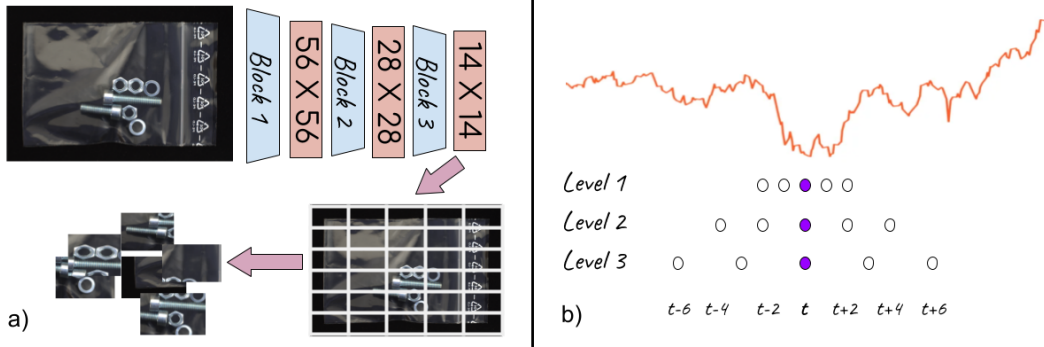 Block 1
56 X 56
Block 2
28 X 28
Block 3
14 X 14
a)
Level 1
Level 2
Level 3
t-6 t-4 t-2 t t+2 t+4 t+6
b)